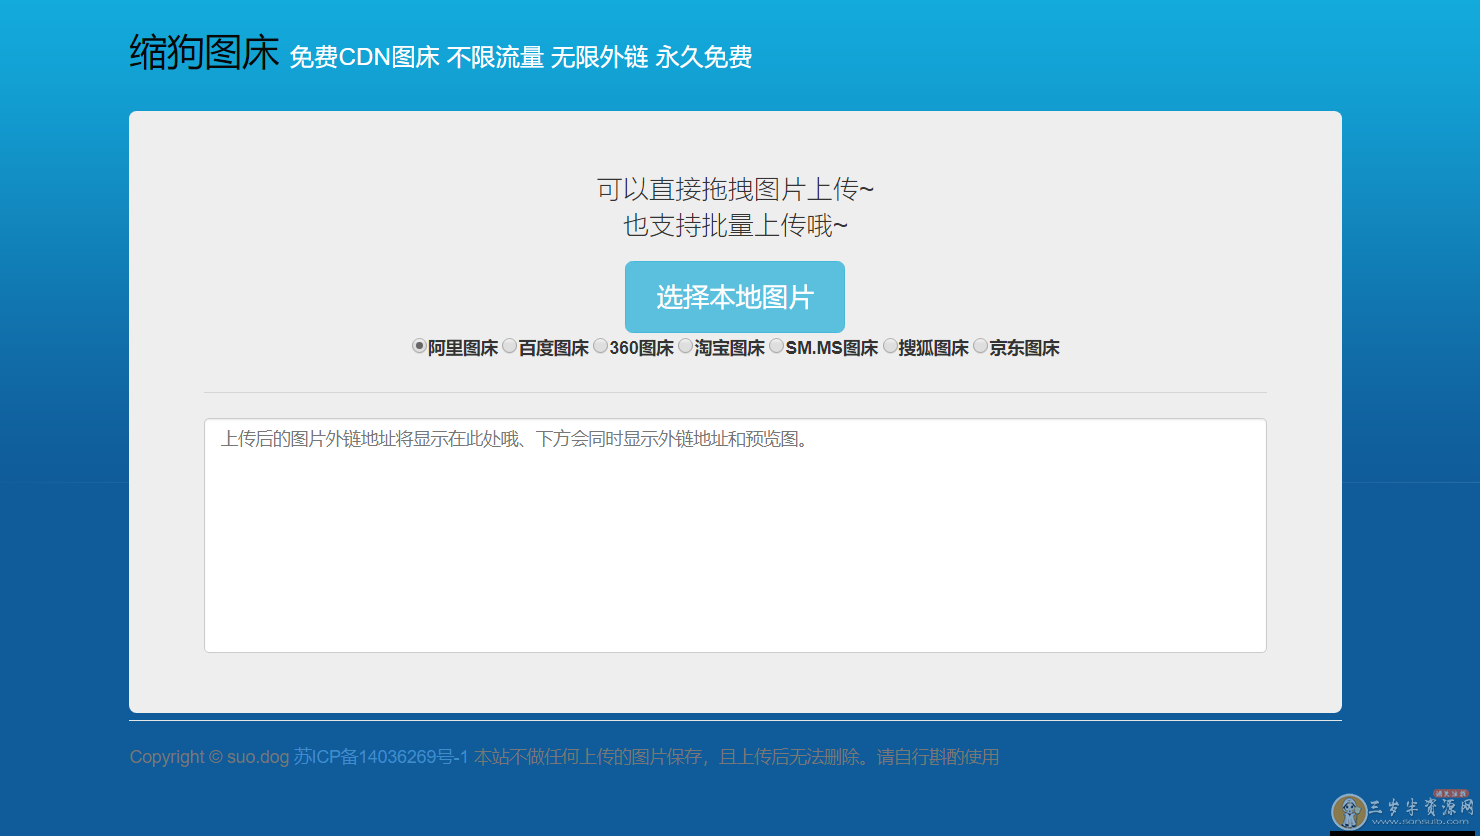 缩狗图床 免费CDN图床 不限流量 无限外链 永久免费
可以直接拖拽图片上传~
也支持批量上传哦~
选择本地图片
阿里图床 百度图床 360图床 淘宝图床 SM.MS图床 搜狐图床 京东图床
上传后的图片外链地址将显示在此处哦、下方会同时显示外链地址和预览图。
Copyright © suo.dog 苏ICP备14036269号-1 本站不做任何上传的图片保存，且上传后无法删除。请自行斟酌使用
三岁半资源网
www.sansuib.com